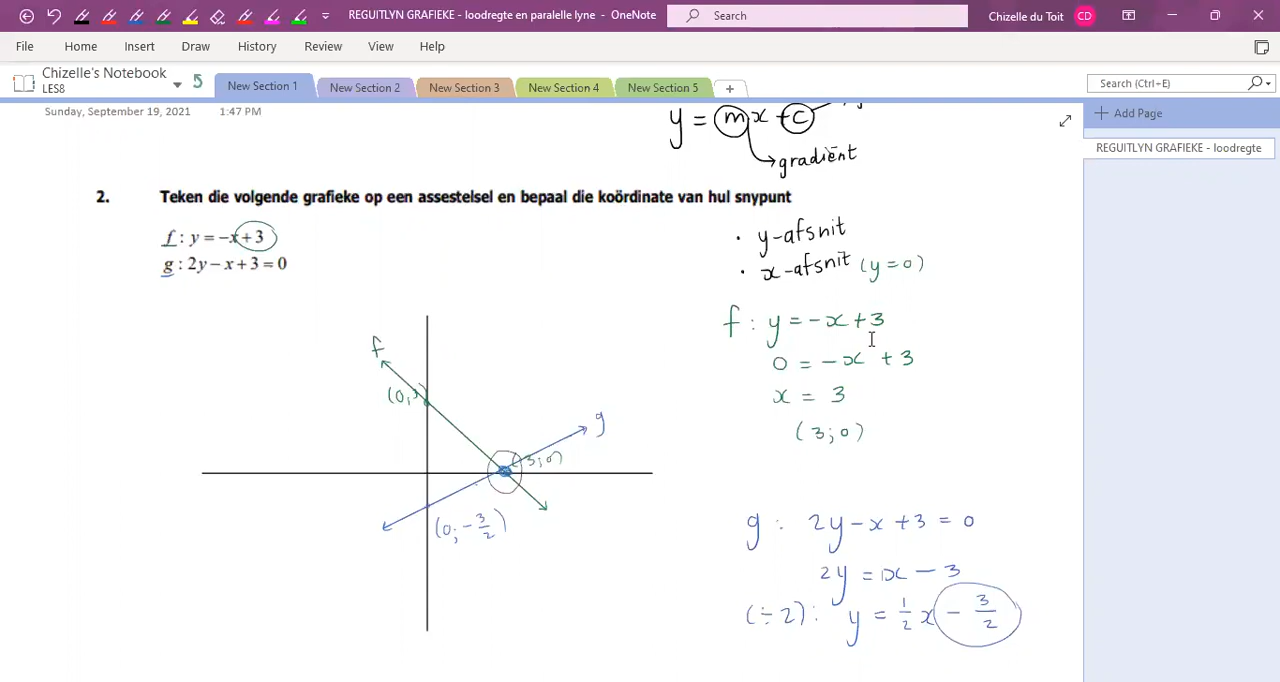 REGUITLYN GRAFIEKE - loodregte en paralelle lyne - OneNote
Search
Chizelle du Toit
CD
File Home Insert Draw History Review View Help
Chizelle's Notebook
LES8
New Section 1
New Section 2
New Section 3
New Section 4
New Section 5
+
Search (Ctrl+E)
Sunday, September 19, 2021 1:47 PM
Add Page
REGUITLYN GRAFIEKE - loodregte
y = mx + c
gradiënt
2. Teken die volgende grafieke op een assestelsel en bepaal die koördinate van hul snypunt
f : y = −x + 3
g : 2y − x + 3 = 0
· y-afsnit
· x-afsnit (y=0)
f : y = −x + 3
0 = −x + 3
x = 3
(3;0)
f
g
(3;0)
(0; −3/2)
g : 2y − x + 3 = 0
2y = x − 3
(÷2): y = 1/2 x − 3/2